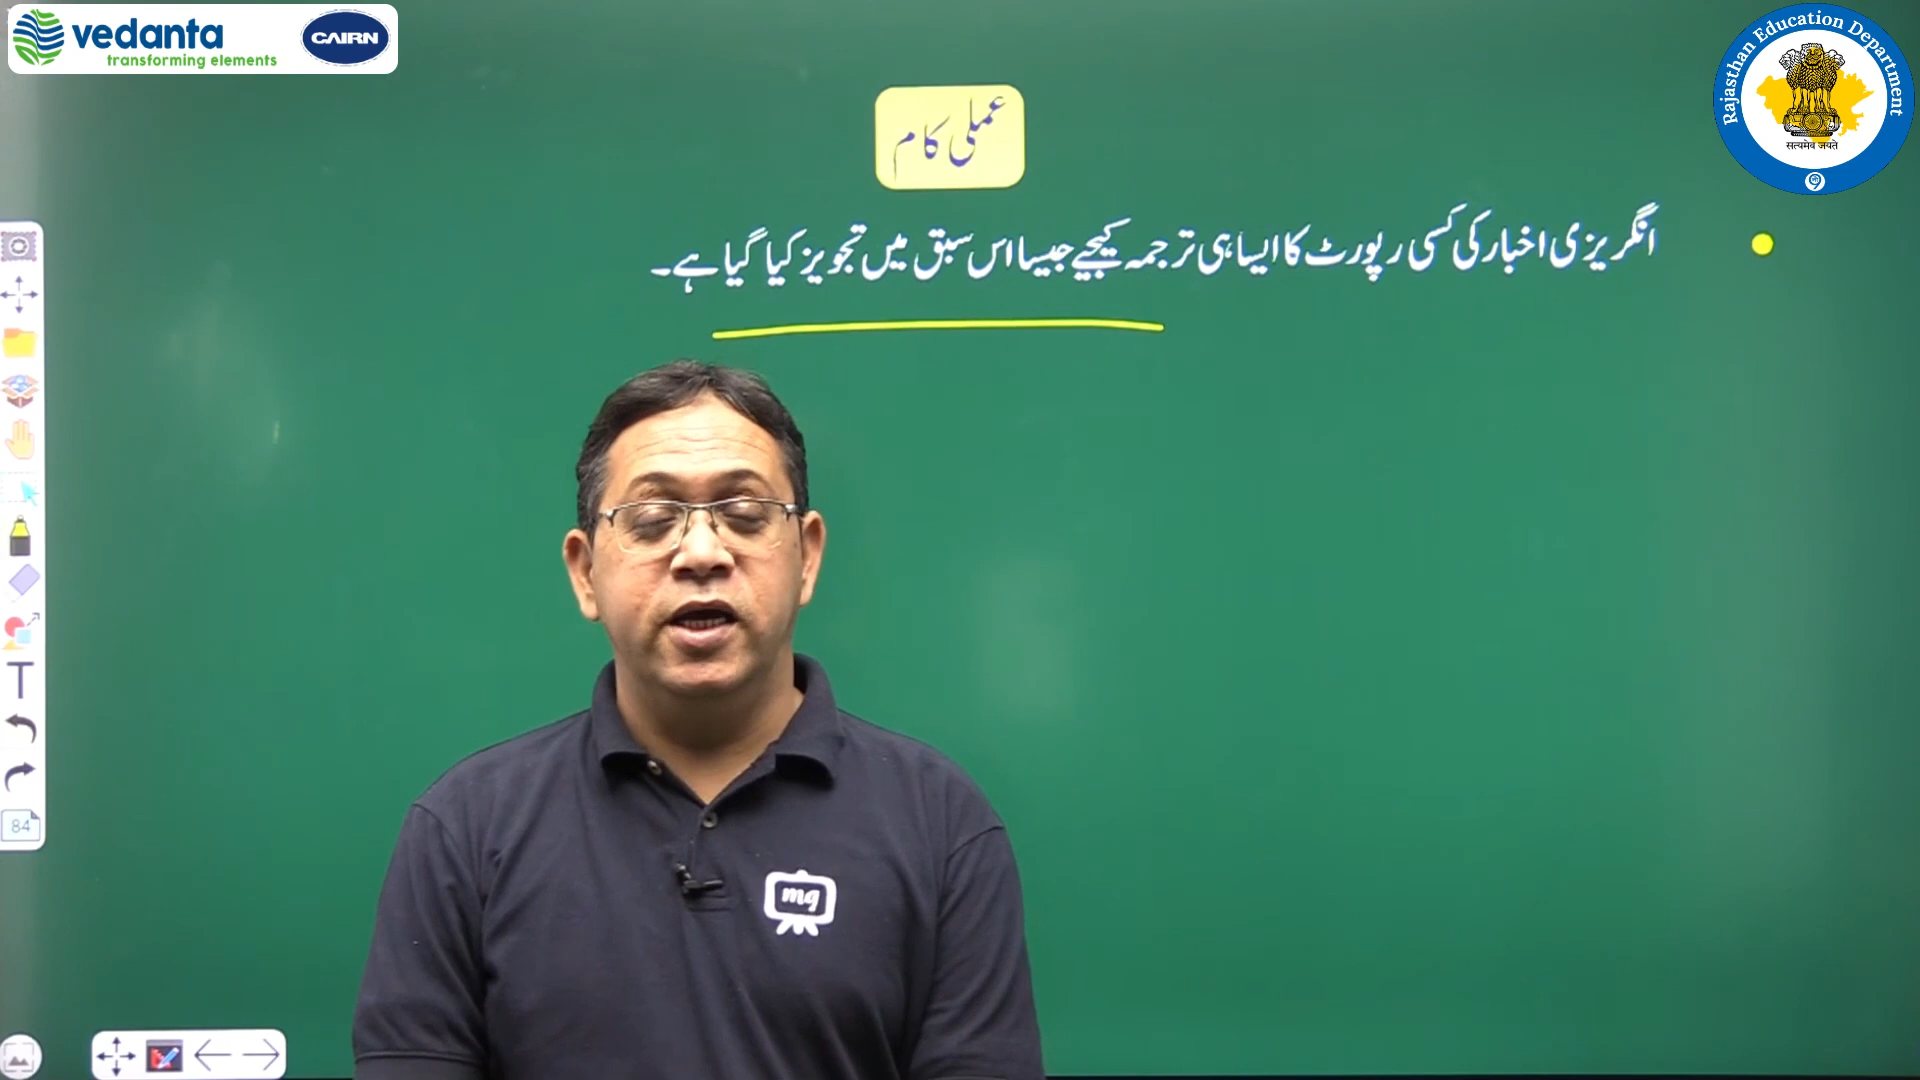 vedanta
transforming elements
CAIRN
Rajasthan Education Department
सत्यमेव जयते
عملی کام
انگریزی اخبار کی کسی رپورٹ کا ایسا ہی ترجمہ کیجیے جیسا اس سبق میں تجویز کیا گیا ہے۔
T
84
mg